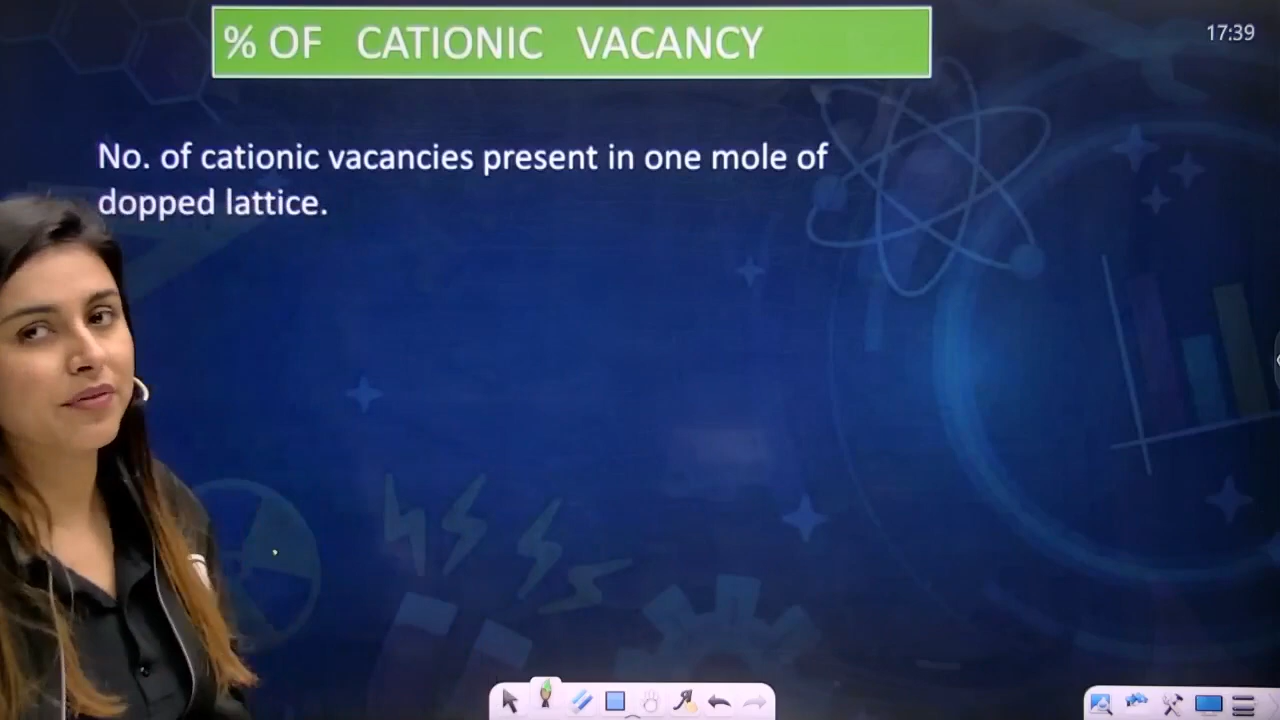 % OF CATIONIC VACANCY
17:39
No. of cationic vacancies present in one mole of
dopped lattice.